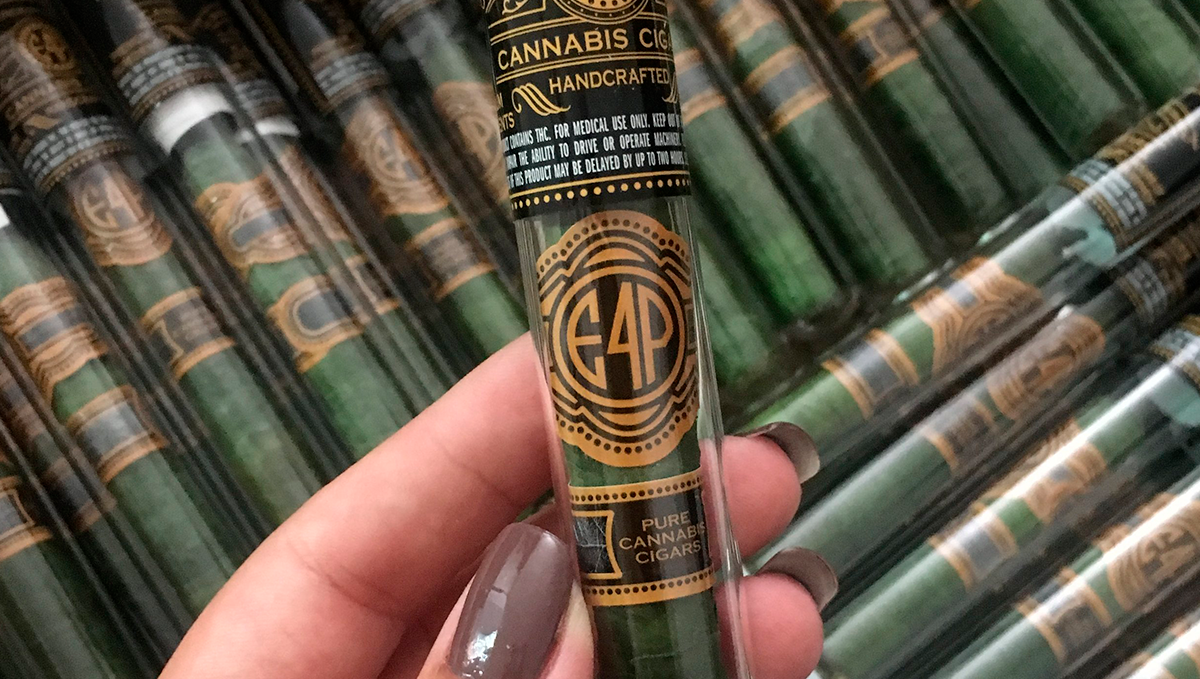 CANNABIS
HANDCRAFTED
CONTAINS THC. FOR MEDICAL USE ONLY. KEEP OUT
THE ABILITY TO DRIVE OR OPERATE MACHINERY
OF THIS PRODUCT MAY BE DELAYED BY UP TO TWO HOURS
E4P
PURE
CANNABIS
CIGARS
E4P